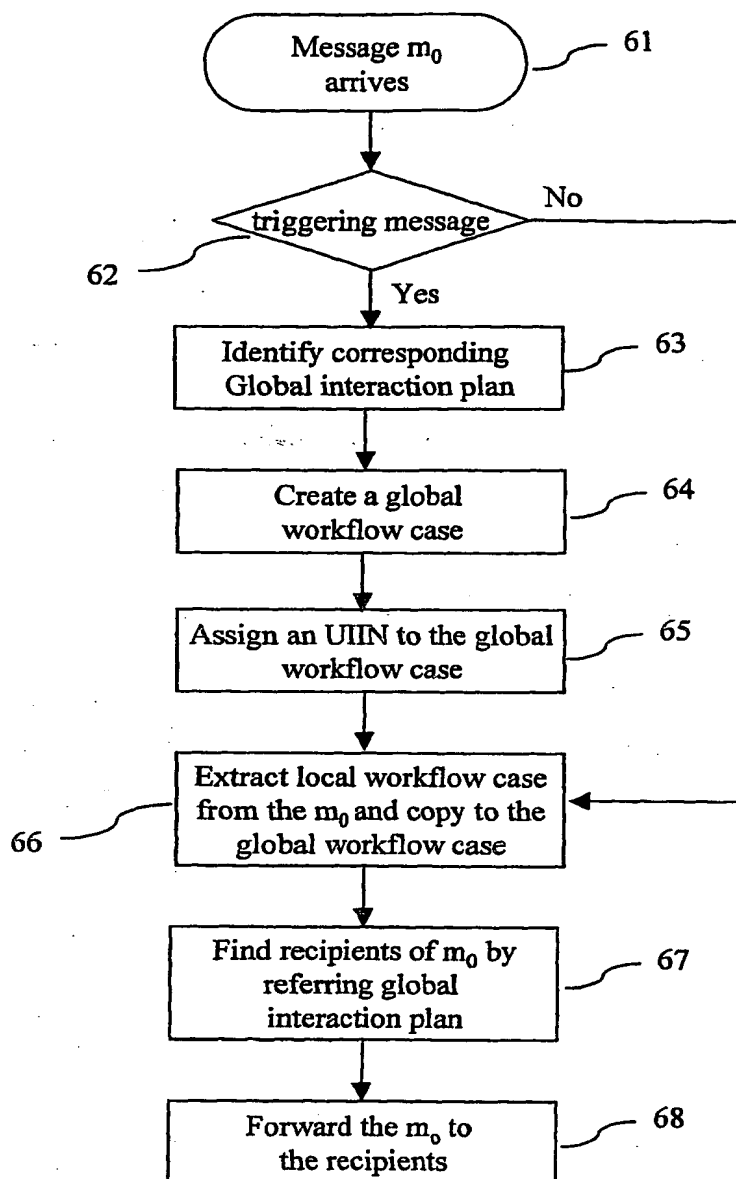 Message m₀
arrives
61
No
triggering message
62
Yes
Identify corresponding
Global interaction plan
63
Create a global
workflow case
64
Assign an UIIN to the global
workflow case
65
Extract local workflow case
from the m₀ and copy to the
global workflow case
66
Find recipients of m₀ by
referring global
interaction plan
67
Forward the m₀ to
the recipients
68